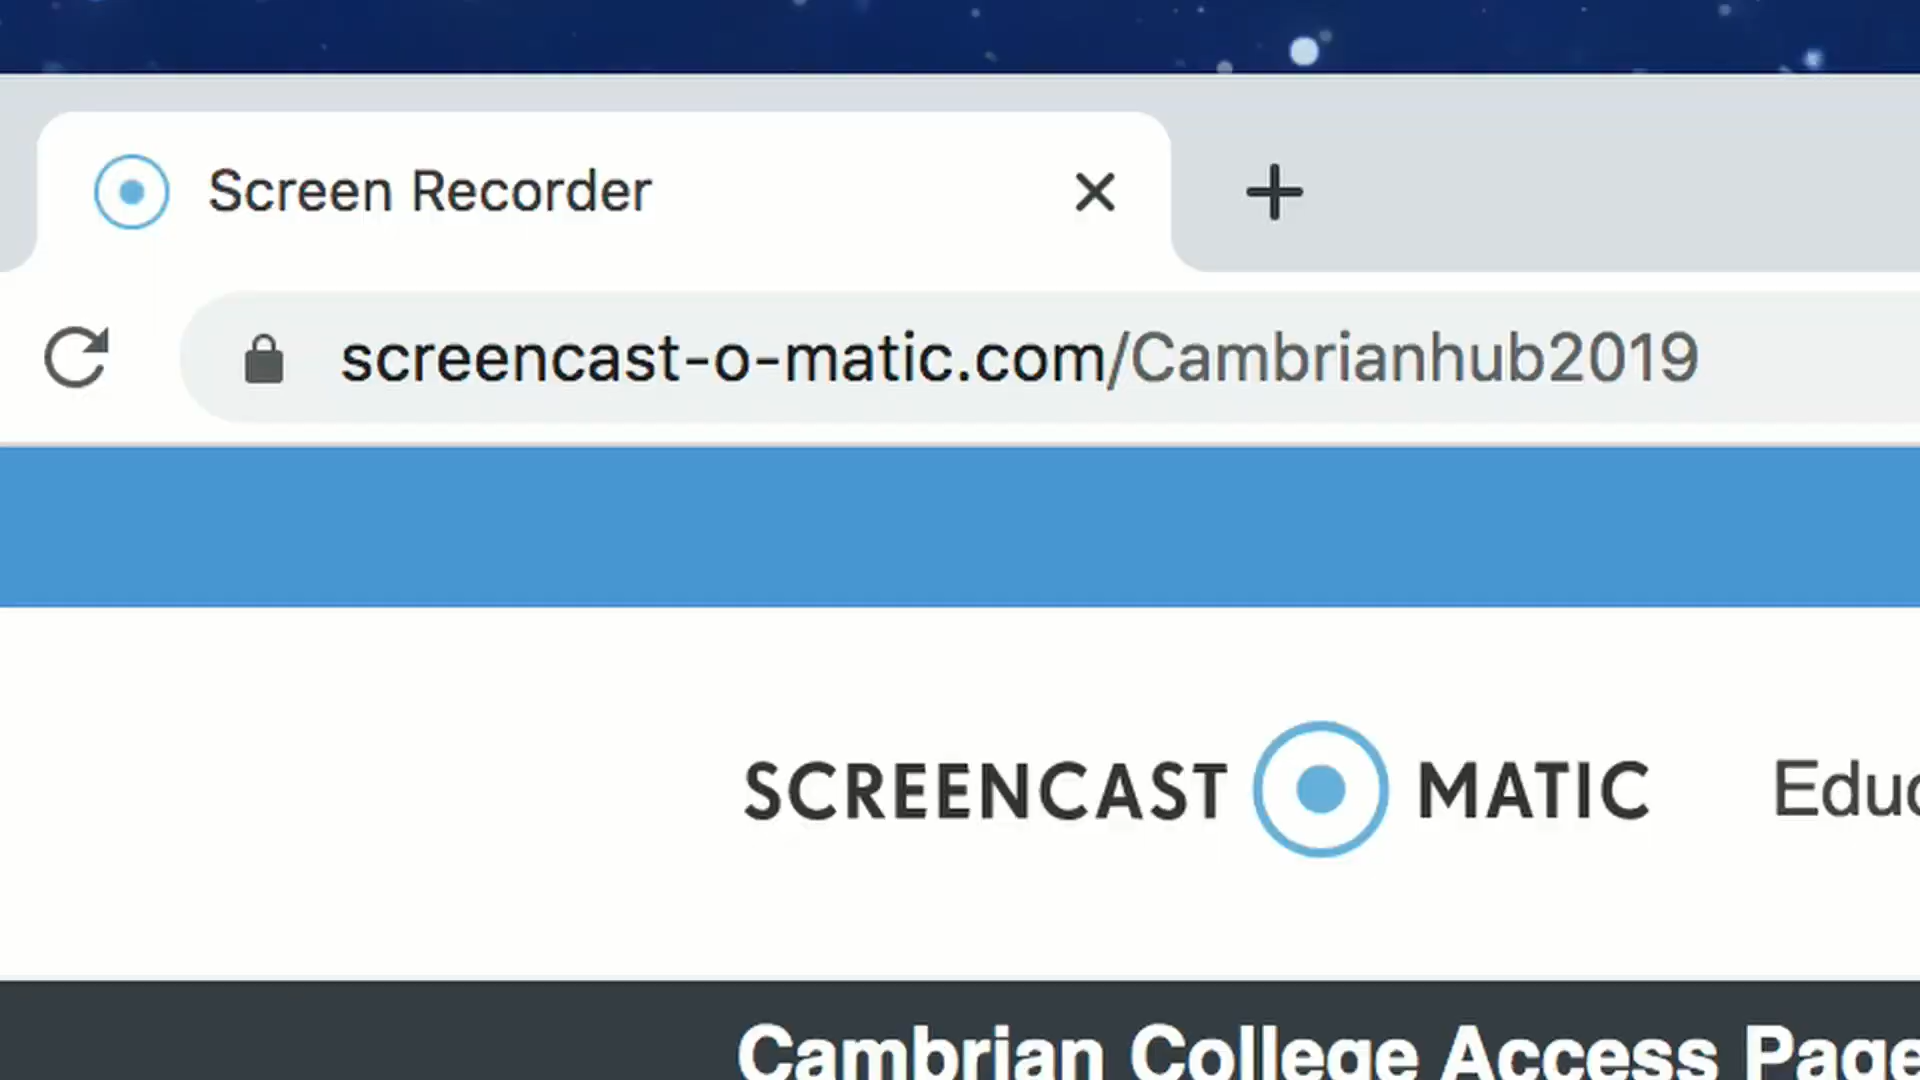 Screen Recorder
screencast-o-matic.com/Cambrianhub2019
SCREENCAST MATIC
Cambrian College Access Page